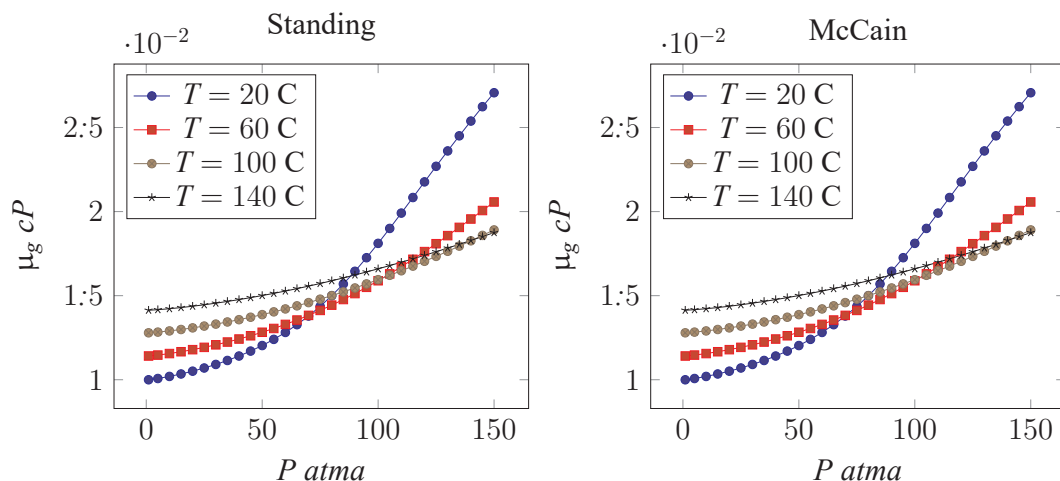 Standing
·10⁻²
T = 20 C
T = 60 C
T = 100 C
T = 140 C
2·5
2
1·5
1
0
50
100
150
μg cP
P atma
McCain
·10⁻²
T = 20 C
T = 60 C
T = 100 C
T = 140 C
2·5
2
1·5
1
0
50
100
150
μg cP
P atma